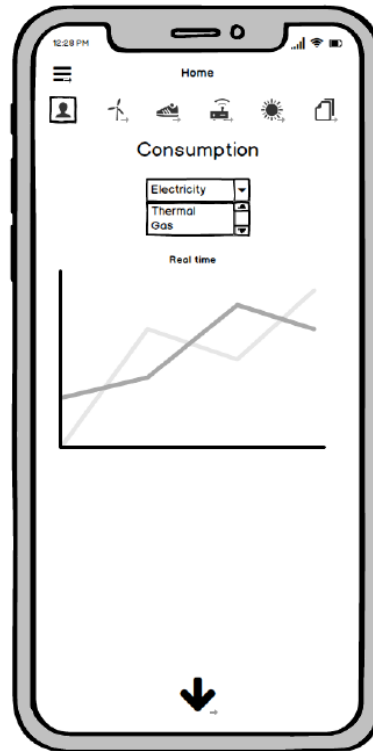 12:28 PM
Home
Consumption
Electricity
Thermal
Gas
Real time